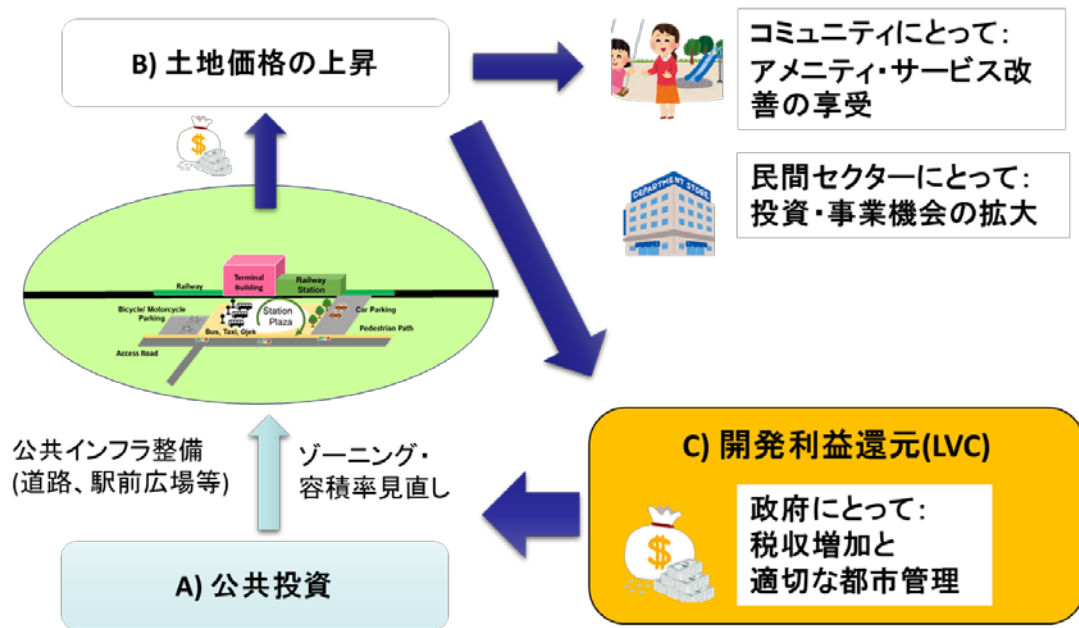 B) 土地価格の上昇
コミュニティにとって：
アメニティ・サービス改
善の享受
DEPARTMENT STORE
民間セクターにとって：
投資・事業機会の拡大
$
Terminal
Building
Railway
Station
Railway
Bicycle/ Motorcycle
Parking
Station
Plaza
Car Parking
Bus, Taxi, Ojek
Pedestrian Path
Access Road
公共インフラ整備
(道路、駅前広場等)
ゾーニング・
容積率見直し
C) 開発利益還元(LVC)
$
政府にとって：
税収増加と
適切な都市管理
A) 公共投資